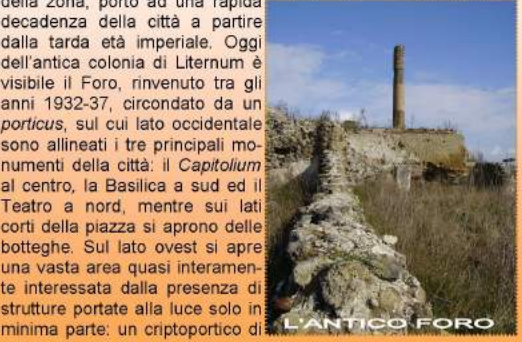 della zona, portò ad una rapida
decadenza della città a partire
dalla tarda età imperiale. Oggi
dell'antica colonia di Liternum è
visibile il Foro, rinvenuto tra gli
anni 1932-37, circondato da un
porticus, sul cui lato occidentale
sono allineati i tre principali mo-
numenti della città: il Capitolium
al centro, la Basilica a sud ed il
Teatro a nord, mentre sui lati
corti della piazza si aprono delle
botteghe. Sul lato ovest si apre
una vasta area quasi interamen-
te interessata dalla presenza di
strutture portate alla luce solo in
minima parte: un criptoportico di
L'ANTICO FORO